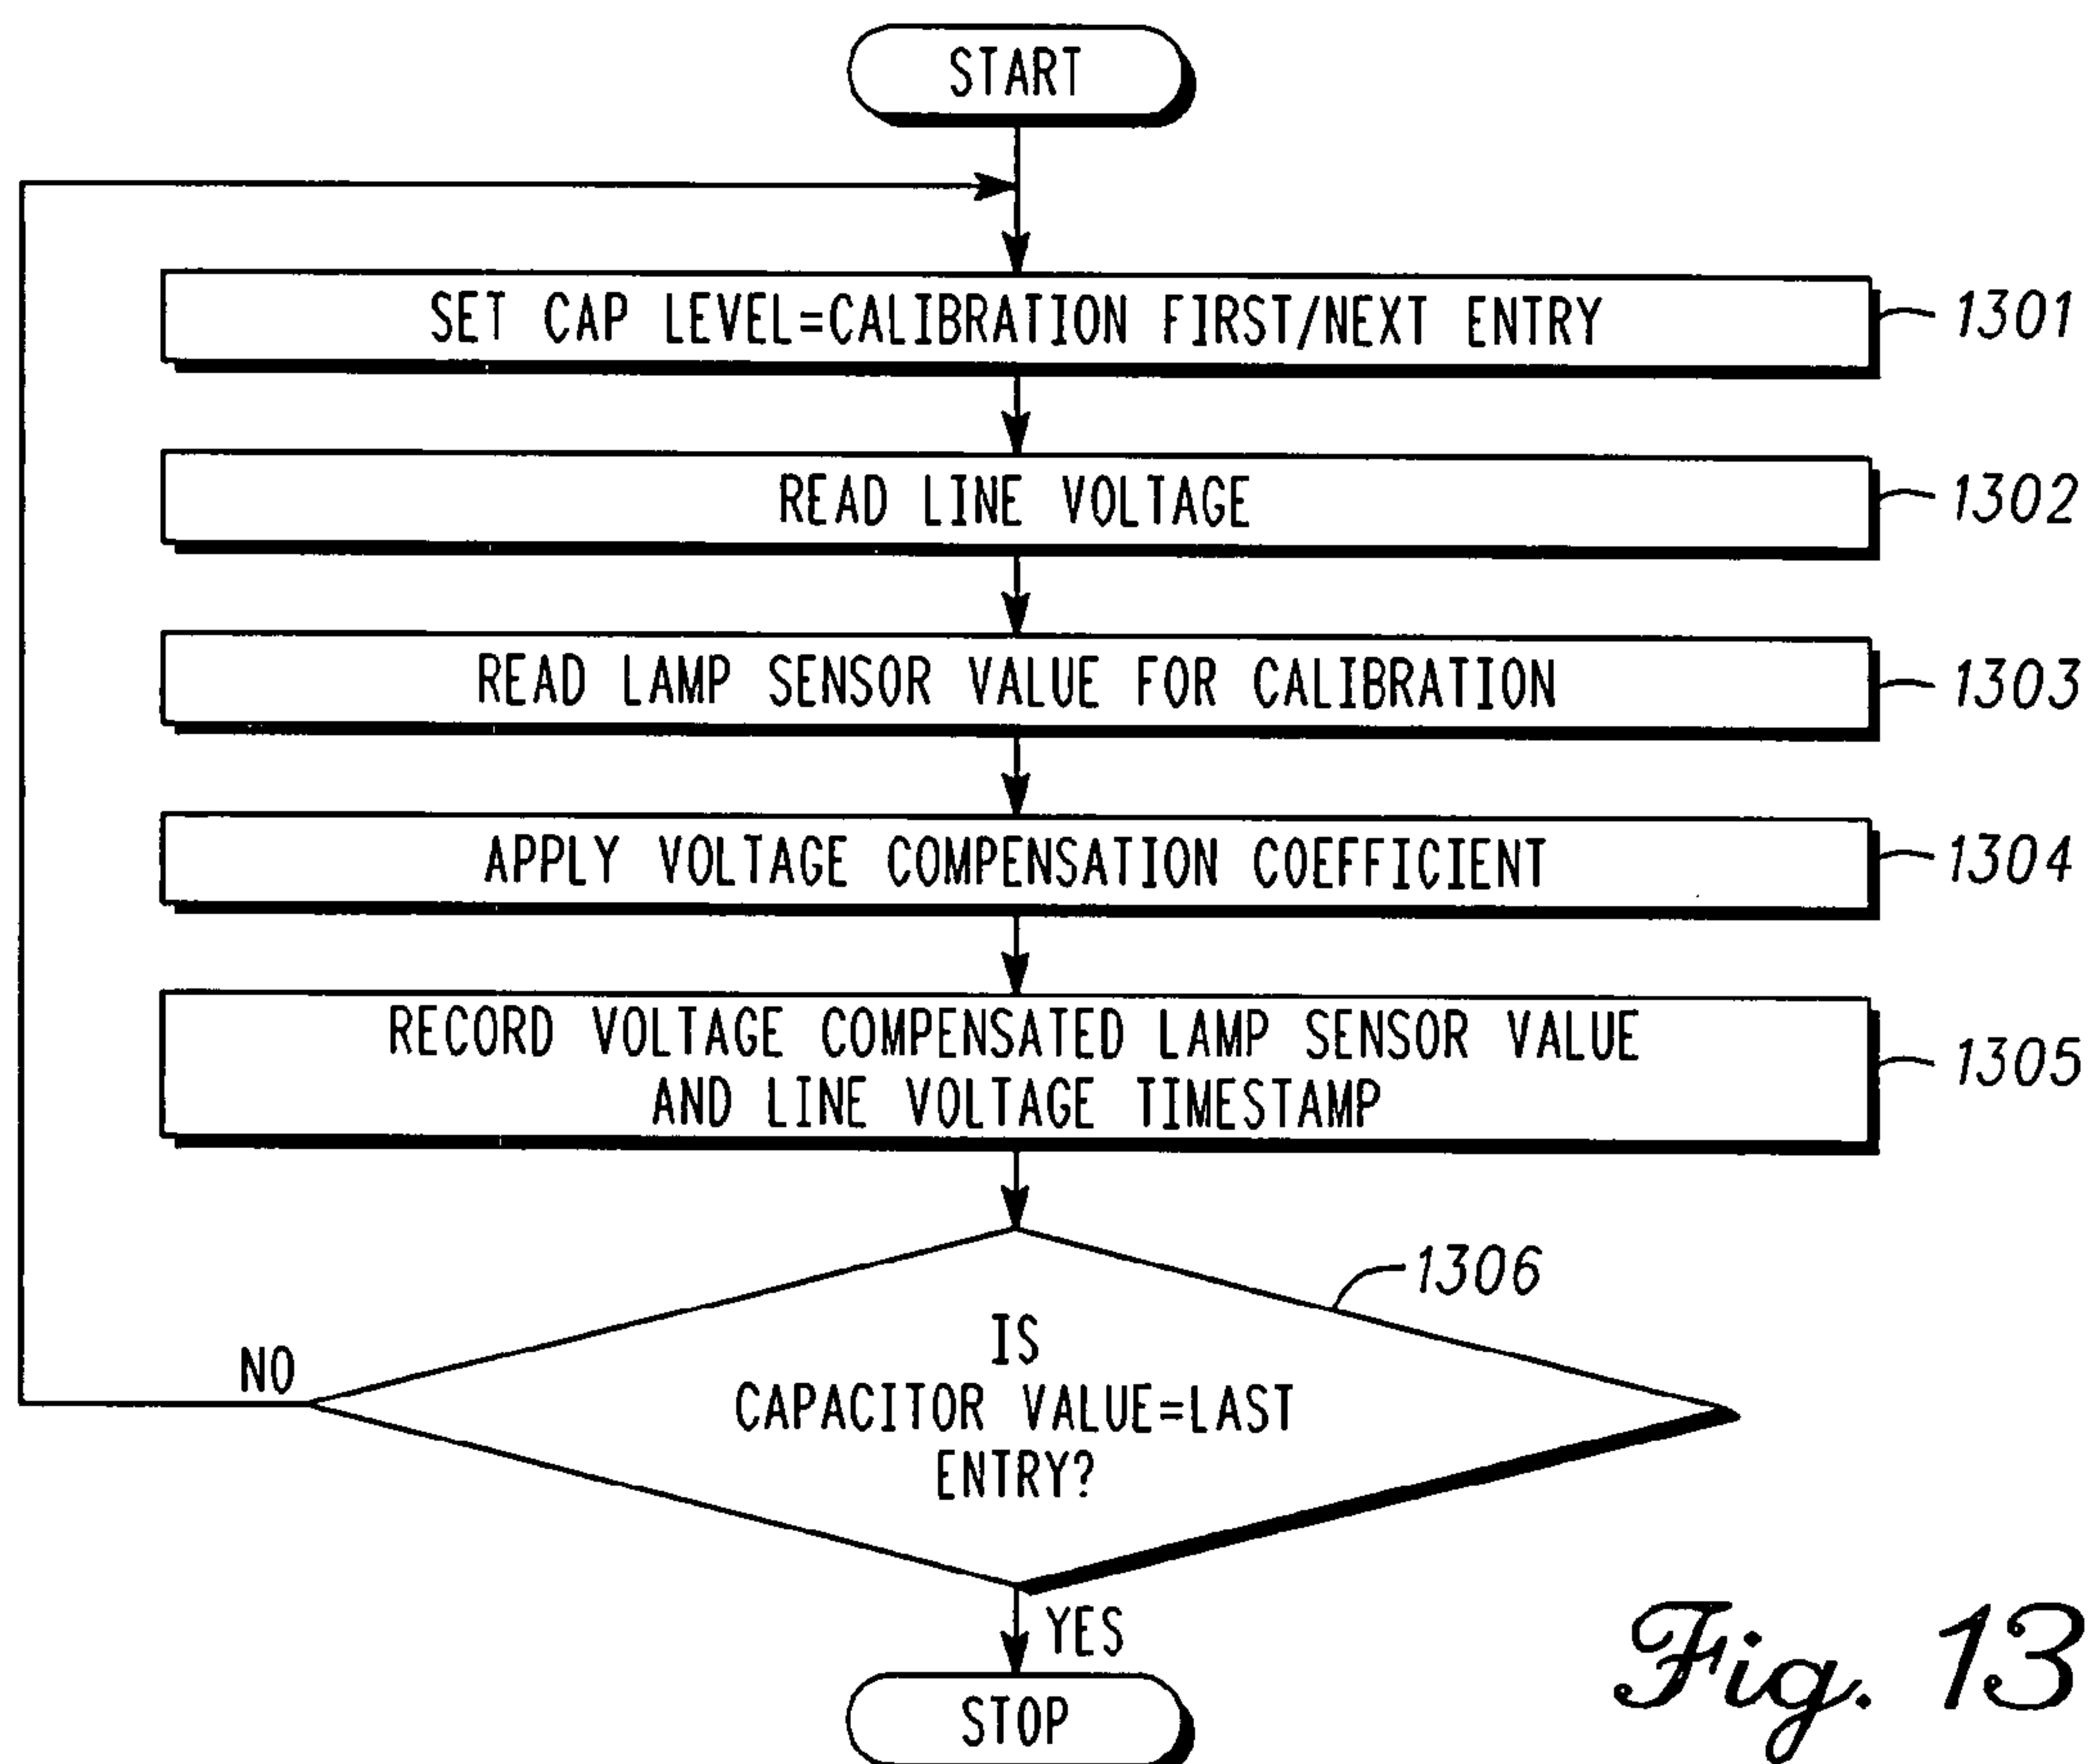 START
SET CAP LEVEL=CALIBRATION FIRST/NEXT ENTRY
1301
READ LINE VOLTAGE
1302
READ LAMP SENSOR VALUE FOR CALIBRATION
1303
APPLY VOLTAGE COMPENSATION COEFFICIENT
1304
RECORD VOLTAGE COMPENSATED LAMP SENSOR VALUE
AND LINE VOLTAGE TIMESTAMP
1305
1306
IS
CAPACITOR VALUE=LAST
ENTRY?
NO
YES
STOP
Fig. 13